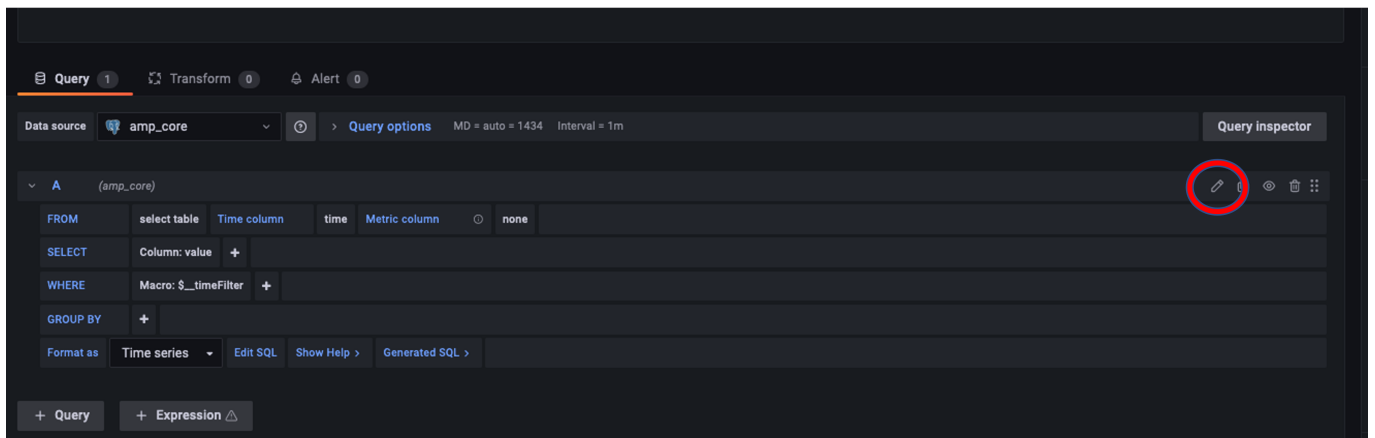 Query 1 Transform 0 Alert 0
Data source amp_core Query options MD = auto = 1434 Interval = 1m Query inspector
A (amp_core)
FROM select table Time column time Metric column none
SELECT Column: value +
WHERE Macro: $__timeFilter +
GROUP BY +
Format as Time series Edit SQL Show Help > Generated SQL >
+ Query + Expression